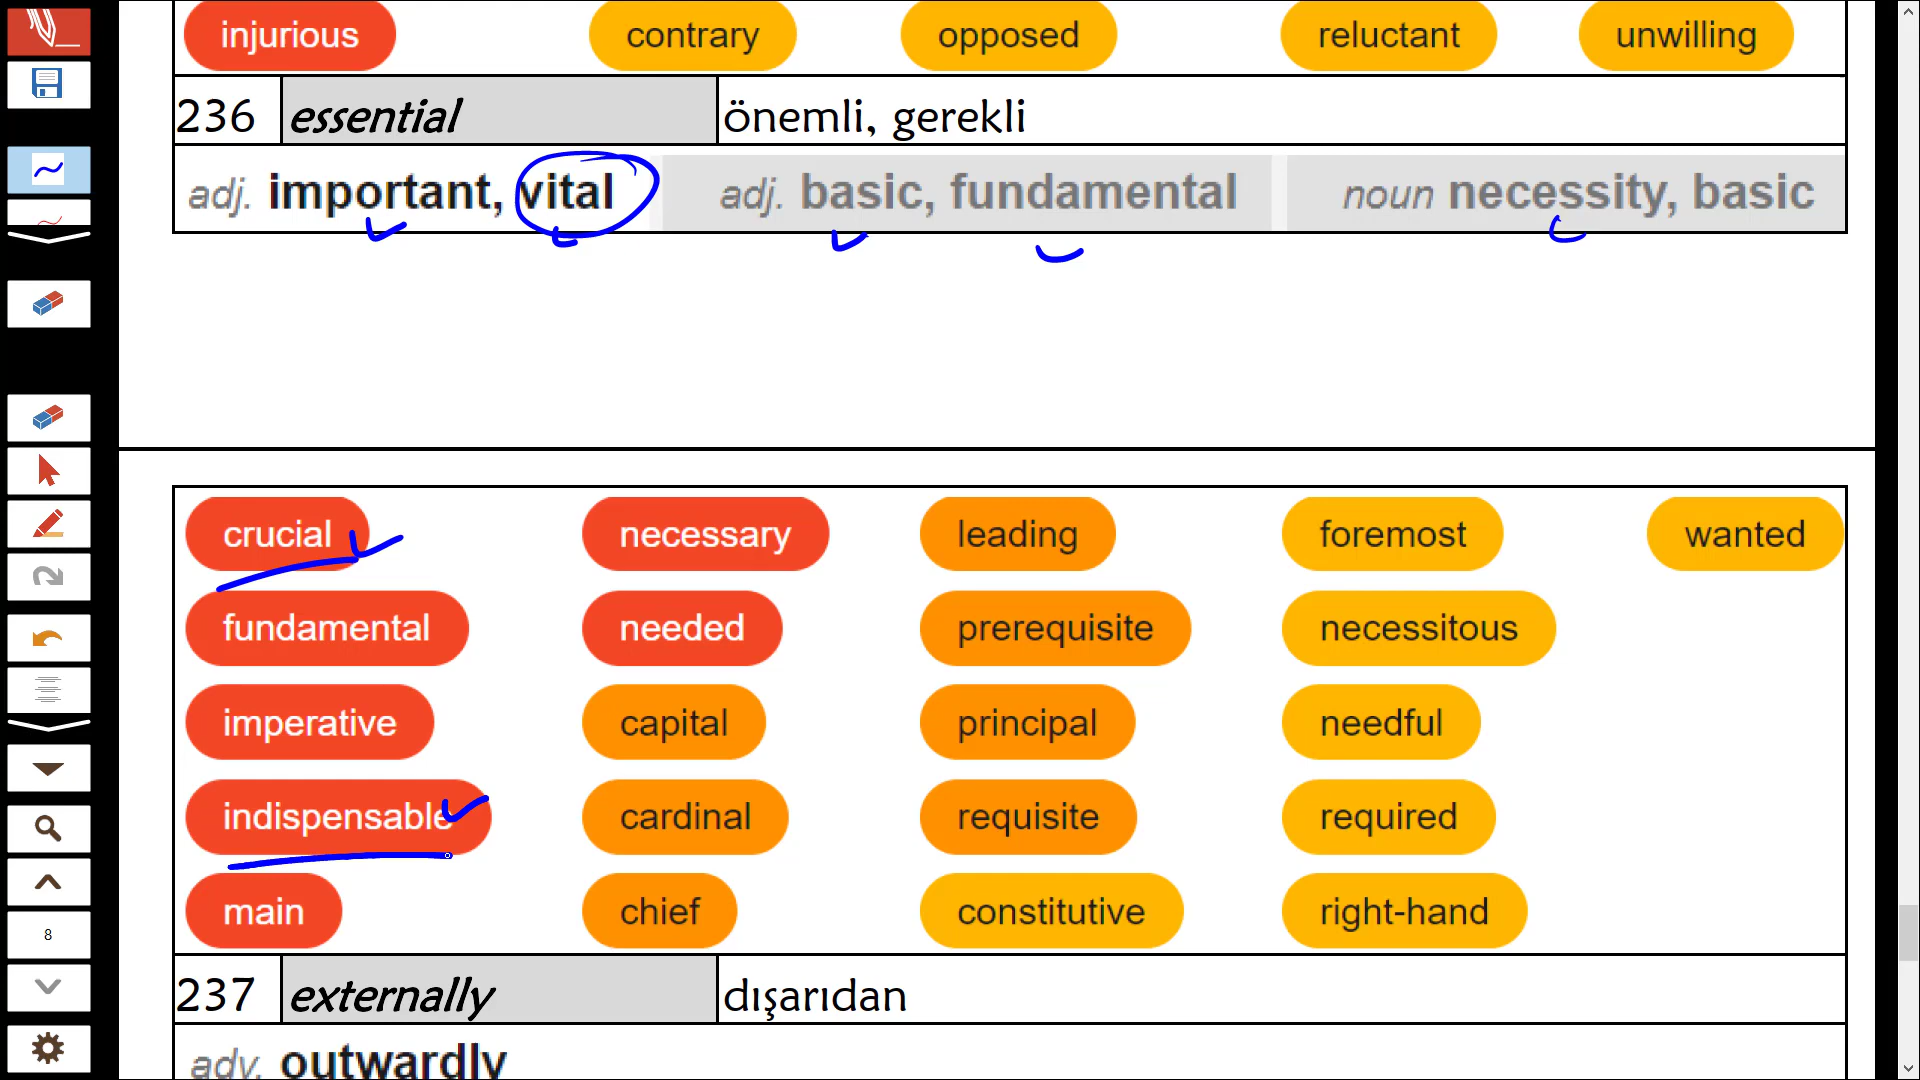 injurious contrary opposed reluctant unwilling
236 essential önemli, gerekli
adj. important, vital adj. basic, fundamental noun necessity, basic
crucial necessary leading foremost wanted
fundamental needed prerequisite necessitous
imperative capital principal needful
indispensable cardinal requisite required
main chief constitutive right-hand
8
237 externally dışarıdan
adv. outwardly